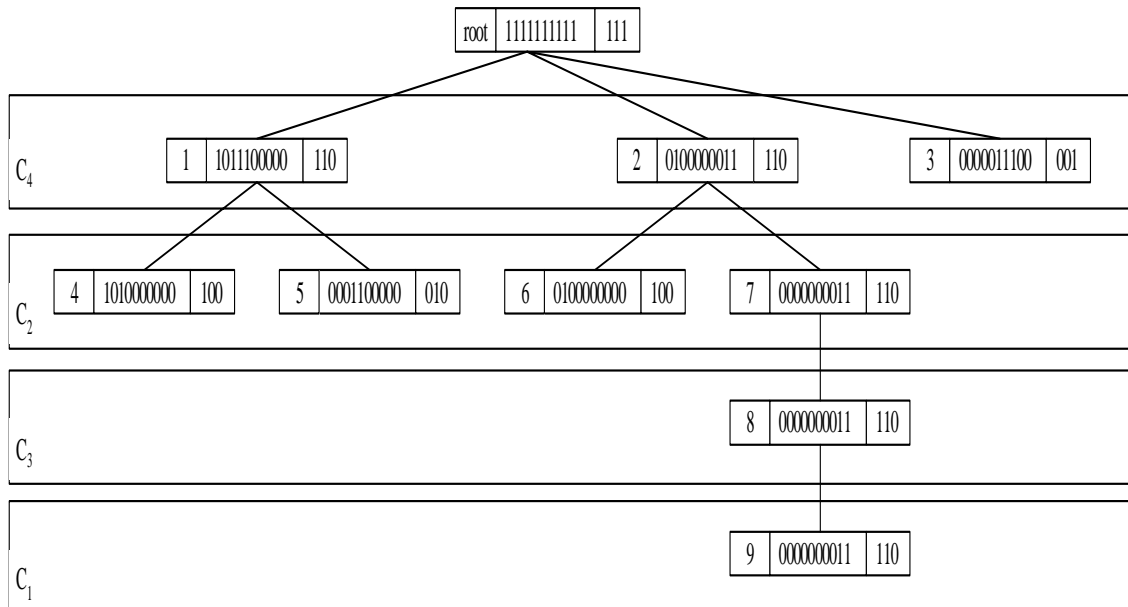 root 1111111111 111
C4
1 1011100000 110
2 0100000011 110
3 0000011100 001
C2
4 1010000000 100
5 0001100000 010
6 0100000000 100
7 0000000011 110
C3
8 0000000011 110
C1
9 0000000011 110